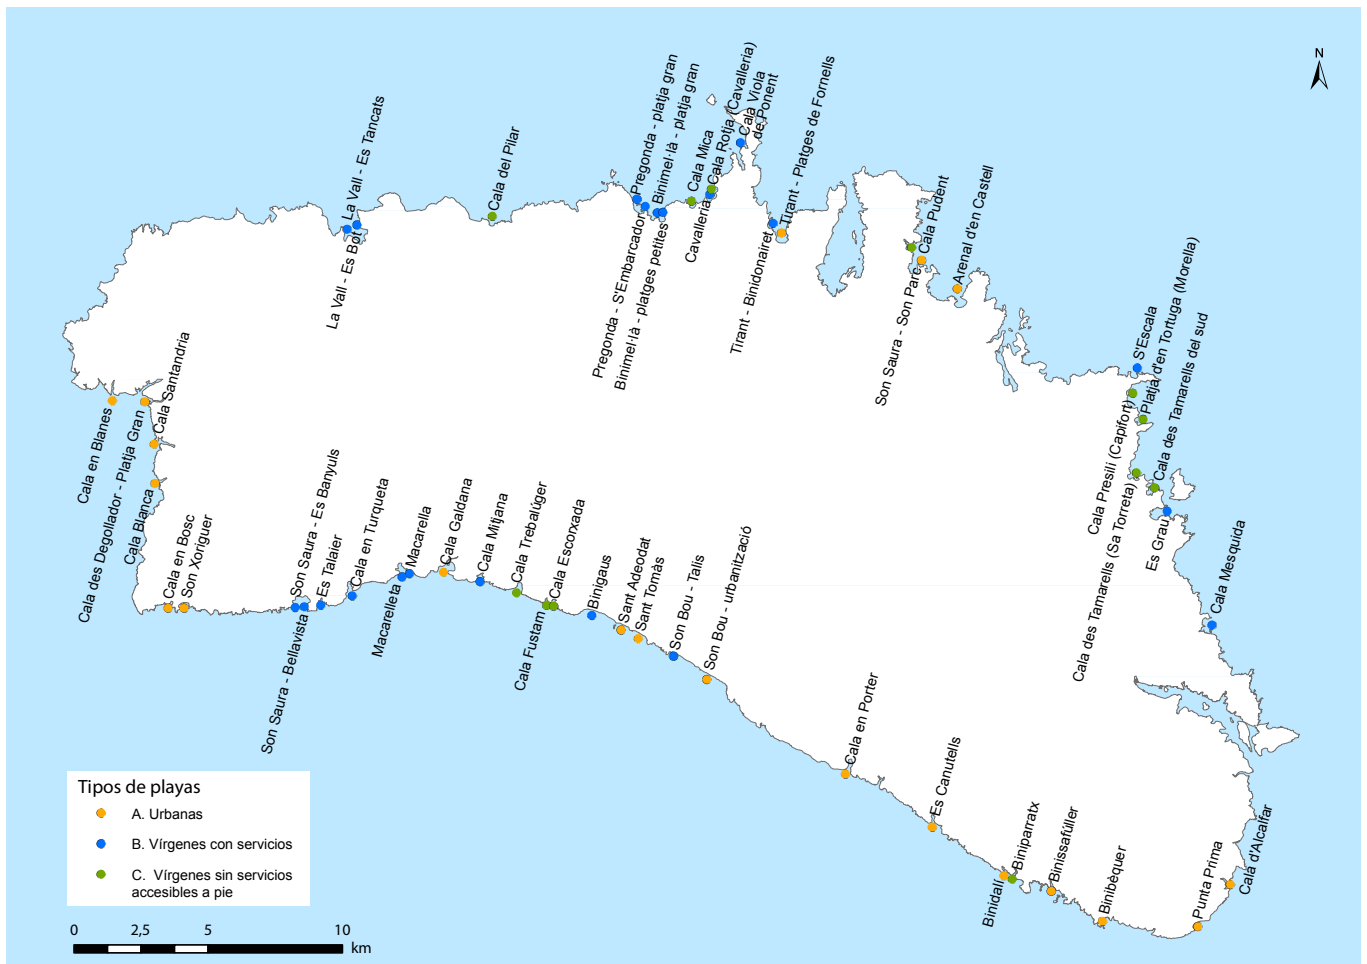 N
La Vall - Es Tancats
La Vall - Es Bot
Cala del Pilar
Pregonda - platja gran
Pregonda - S'Embarcador
Binimel·là - platja gran
Binimel·là - platges petites
Cala Mica
Cavalleria
Cala Rotja (Cavalleria)
Cala Viola
de Ponent
Tirant - Binidonairet
Tirant - Platges de Fornells
Son Saura - Son Parc
Cala Pudent
Arenal d'en Castell
S'Escala
Cala Presili (Capifort)
Platja d'en Tortuga (Morella)
Cala des Tamarells (Sa Torreta)
Cala des Tamarells del sud
Es Grau
Cala Mesquida
Cala en Blanes
Cala des Degollador - Platja Gran
Cala Santandria
Cala Blanca
Cala en Bosc
Son Xoriguer
Son Saura - Bellavista
Son Saura - Es Banyuls
Es Talaier
Cala en Turqueta
Macarelleta
Macarella
Cala Galdana
Cala Mitjana
Cala Trebalúger
Cala Fustam
Cala Escorxada
Binigaus
Sant Adeodat
Sant Tomàs
Son Bou - Talis
Son Bou - urbanització
Cala en Porter
Es Canutells
Binidalí
Biniparratx
Binissafúller
Binibèquer
Punta Prima
Cala d'Alcalfar
Tipos de playas
A. Urbanas
B. Vírgenes con servicios
C. Vírgenes sin servicios
accesibles a pie
0 2,5 5 10
km